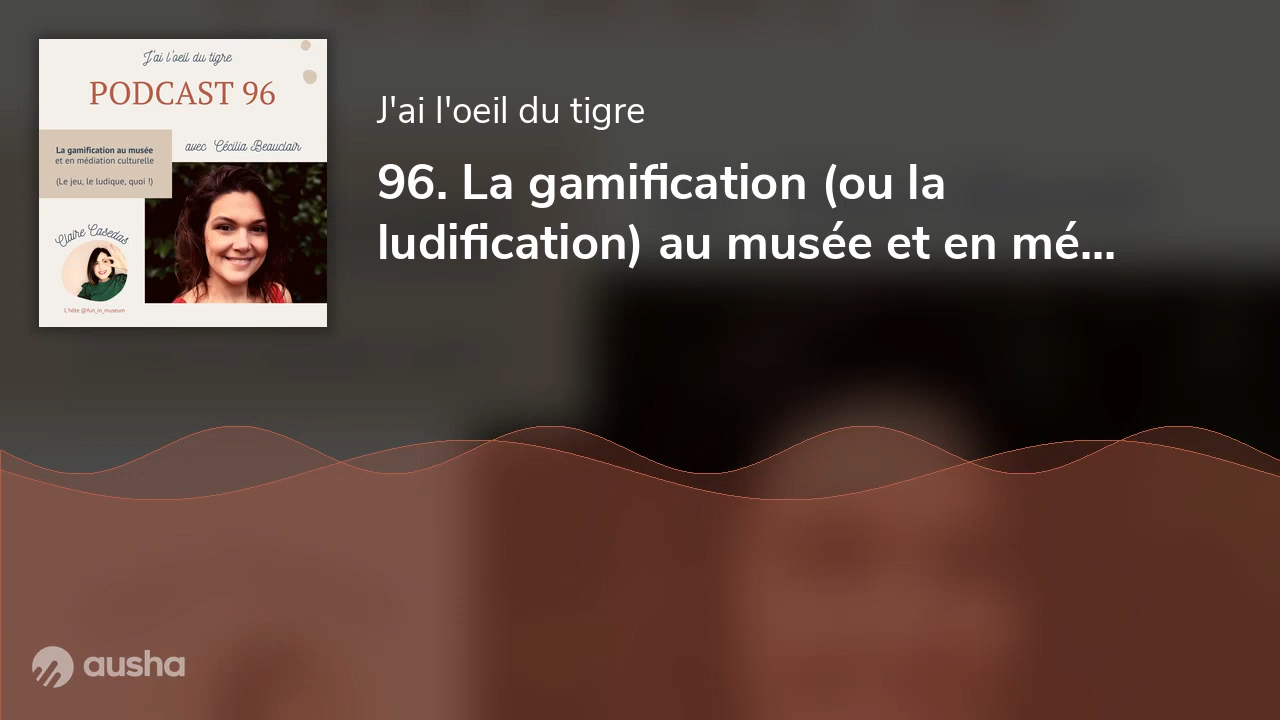 J'ai l'oeil du tigre
PODCAST 96
La gamification au musée
et en médiation culturelle
(Le jeu, le ludique, quoi !)
avec Cécilia Beauclair
Claire Casedas
L'hôte @fun_in_museum
J'ai l'oeil du tigre
96. La gamification (ou la
ludification) au musée et en mé...
ausha